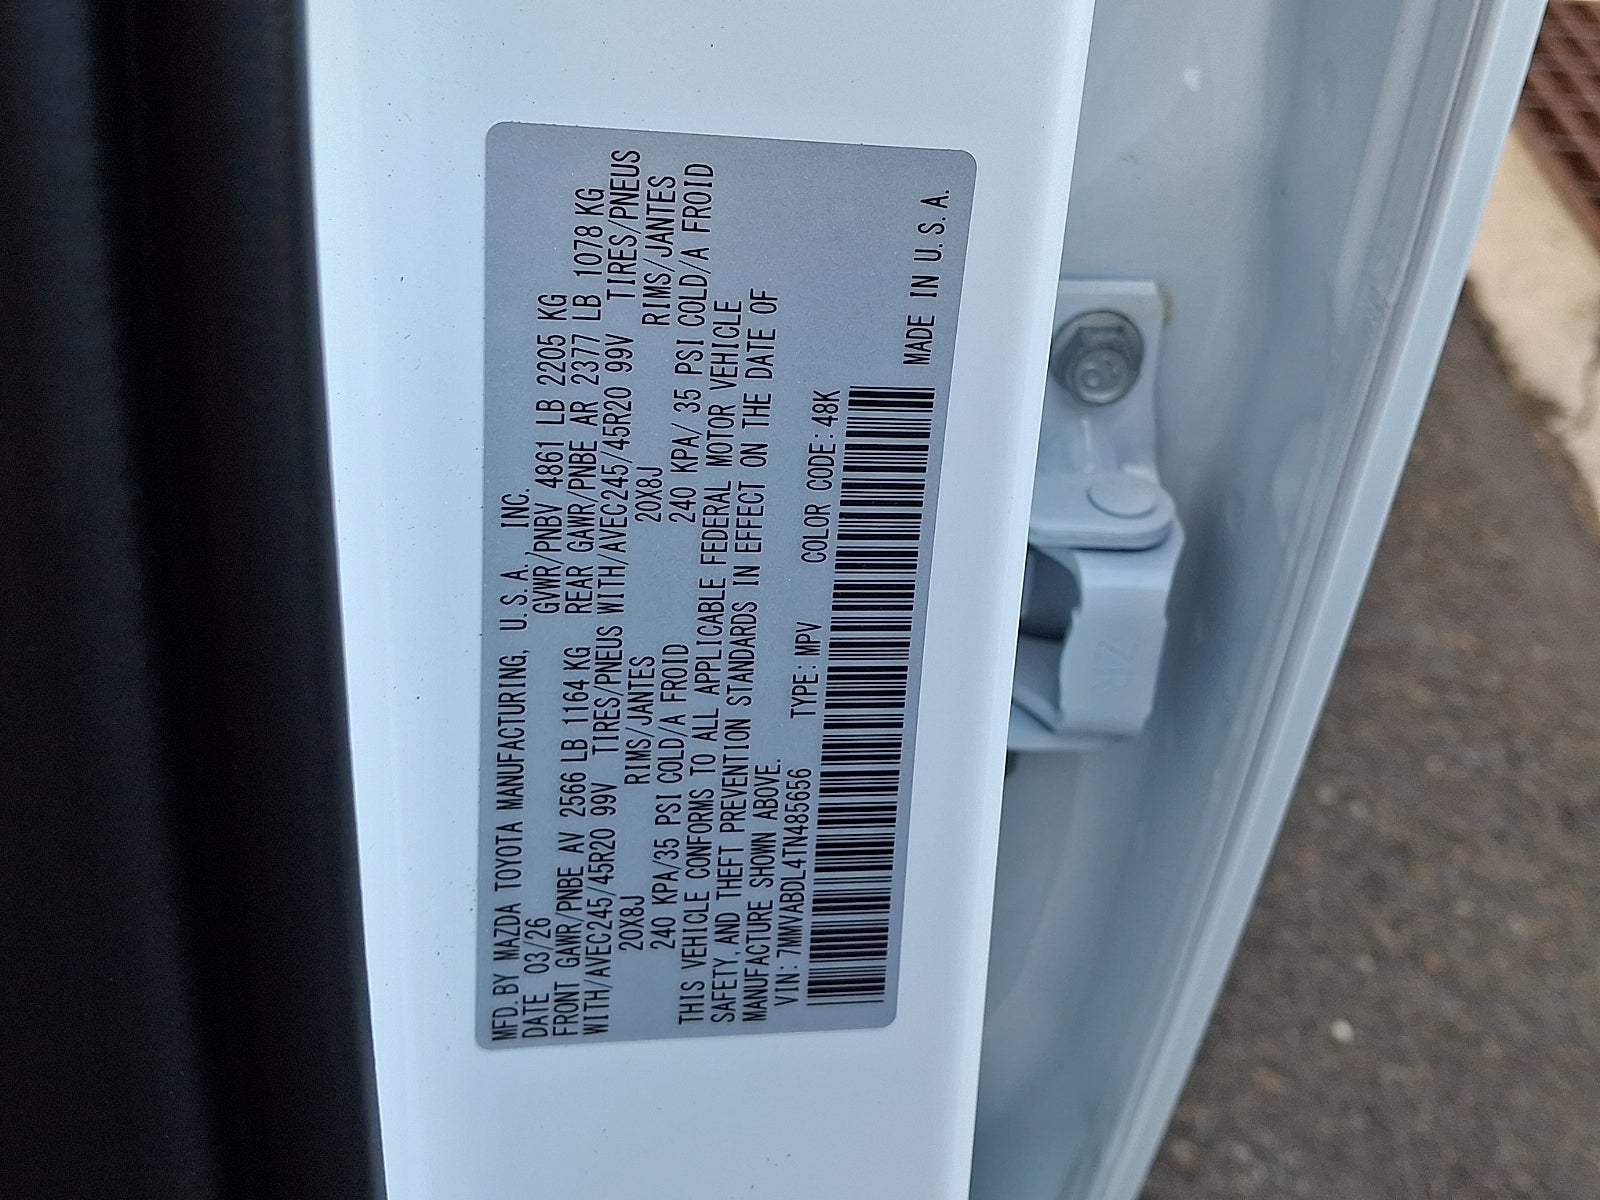 MFD. BY MAZDA TOYOTA MANUFACTURING, U.S.A. INC.
DATE 03/26 GVWR/PNBV 4861 LB 2205 KG
FRONT GAWR/PNBE AV 2566 LB 1164 KG REAR GAWR/PNBE AR 2377 LB 1078 KG
WITH/AVEC245/45R20 99V TIRES/PNEUS WITH/AVEC245/45R20 99V TIRES/PNEUS
20X8J RIMS/JANTES 20X8J RIMS/JANTES
240 KPA/35 PSI COLD/A FROID 240 KPA/ 35 PSI COLD/A FROID
THIS VEHICLE CONFORMS TO ALL APPLICABLE FEDERAL MOTOR VEHICLE
SAFETY, AND THEFT PREVENTION STANDARDS IN EFFECT ON THE DATE OF
MANUFACTURE SHOWN ABOVE.
VIN: 7MMVABDL4TN485656 TYPE: MPV COLOR CODE: 48K
MADE IN U.S.A.